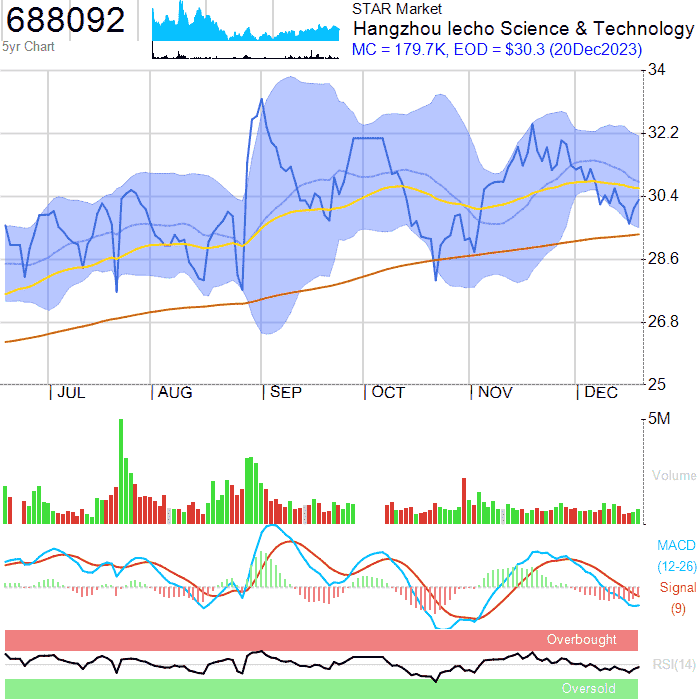 688092
5yr Chart
STAR Market
Hangzhou Iecho Science & Technology
MC = 179.7K, EOD = $30.3 (20Dec2023)
34
32.2
30.4
28.6
26.8
25
JUL
AUG
SEP
OCT
NOV
DEC
5M
Volume
MACD
(12-26)
Signal
(9)
Overbought
RSI(14)
Oversold